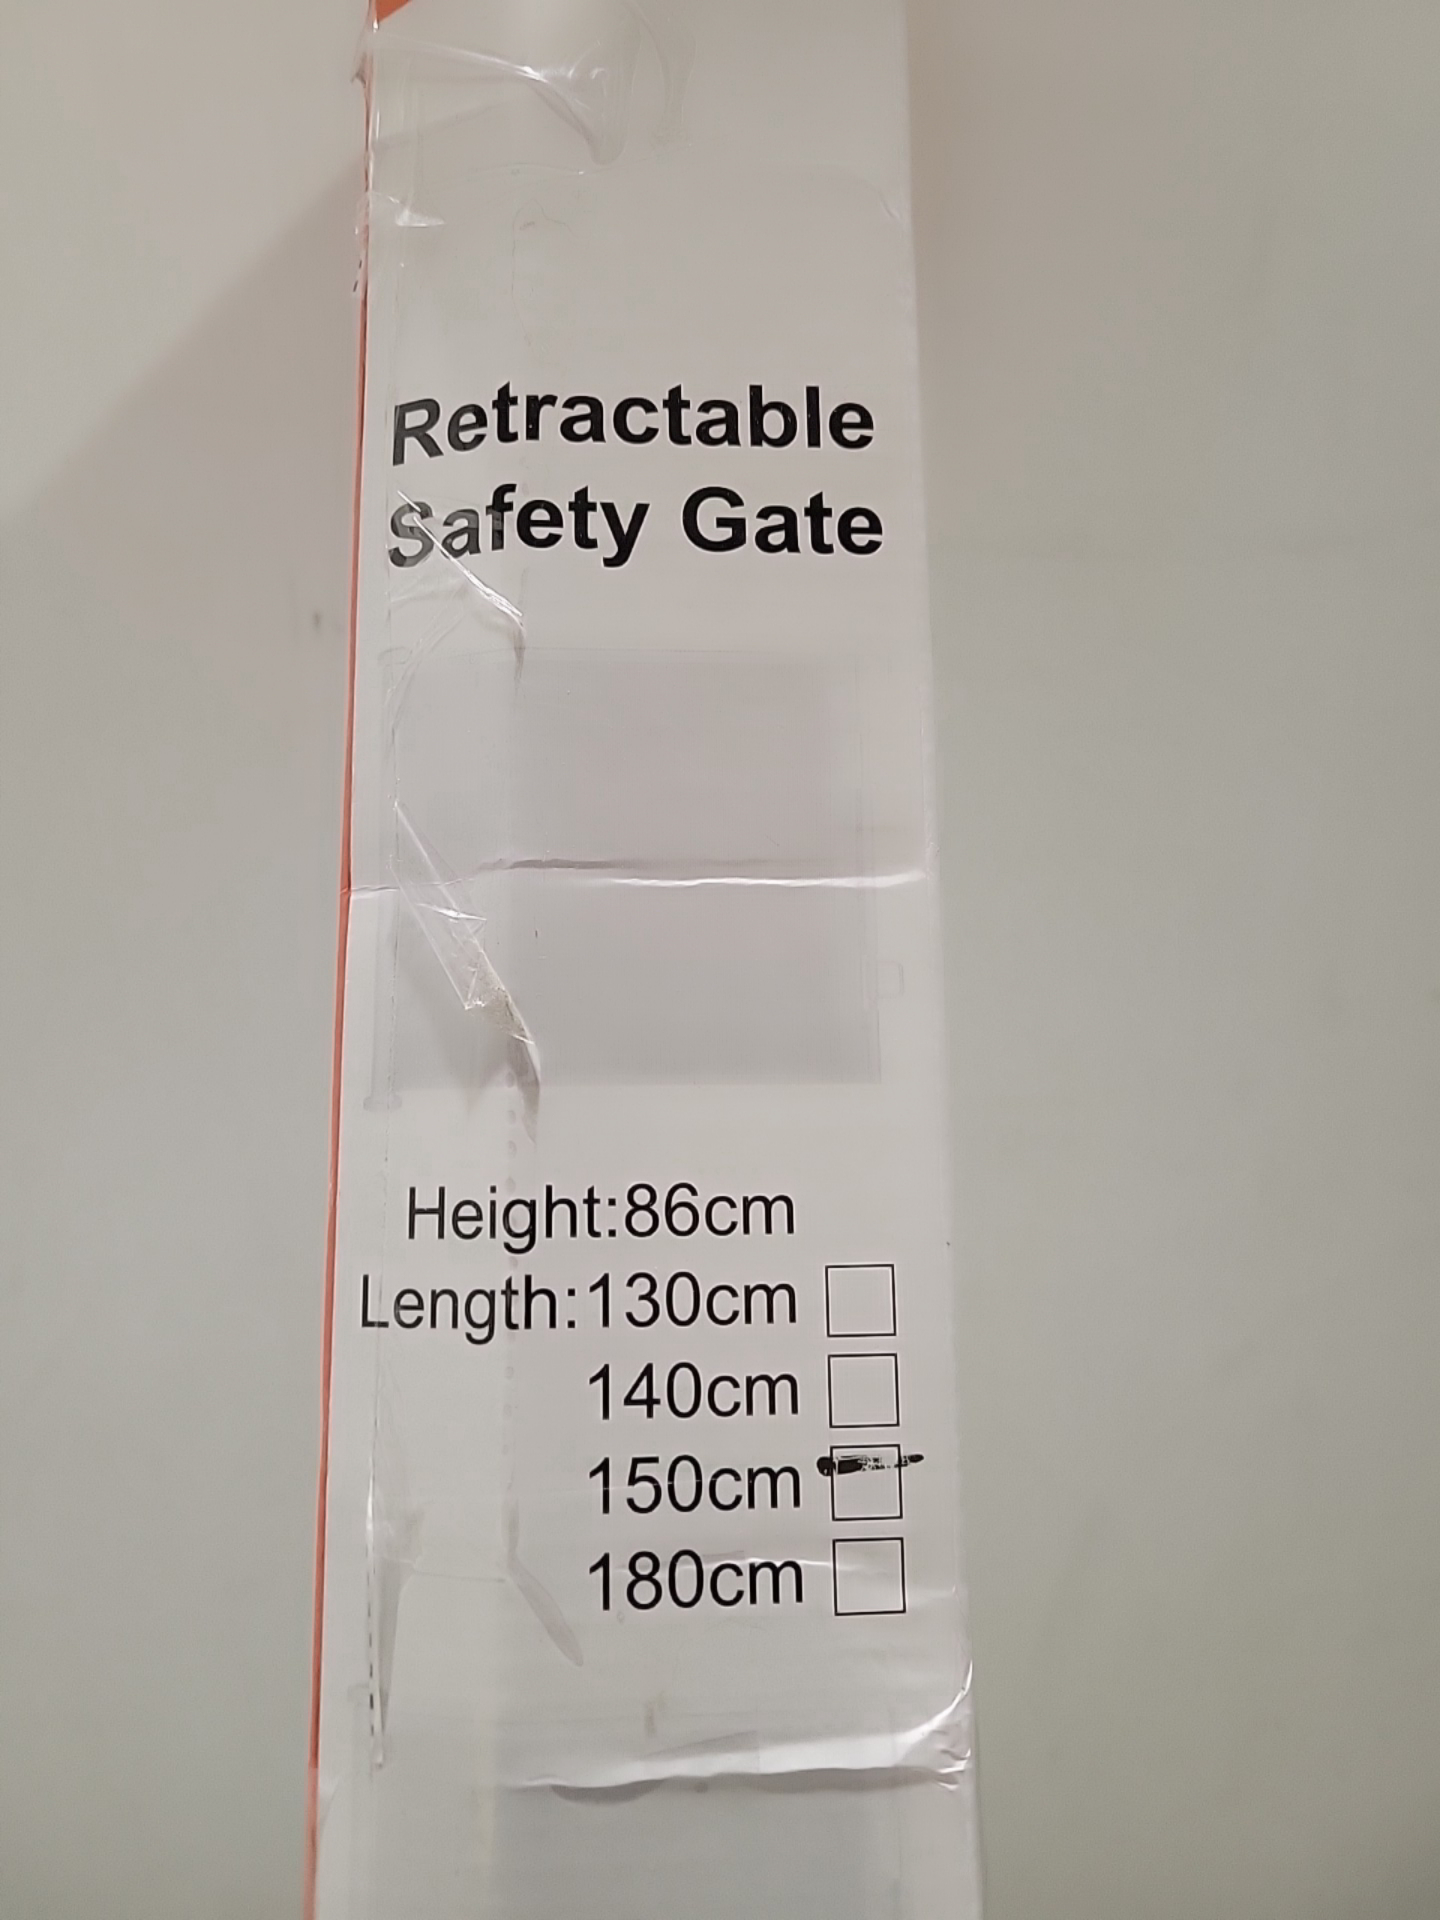 Retractable
Safety Gate
Height:86cm
Length:130cm
140cm
150cm
180cm